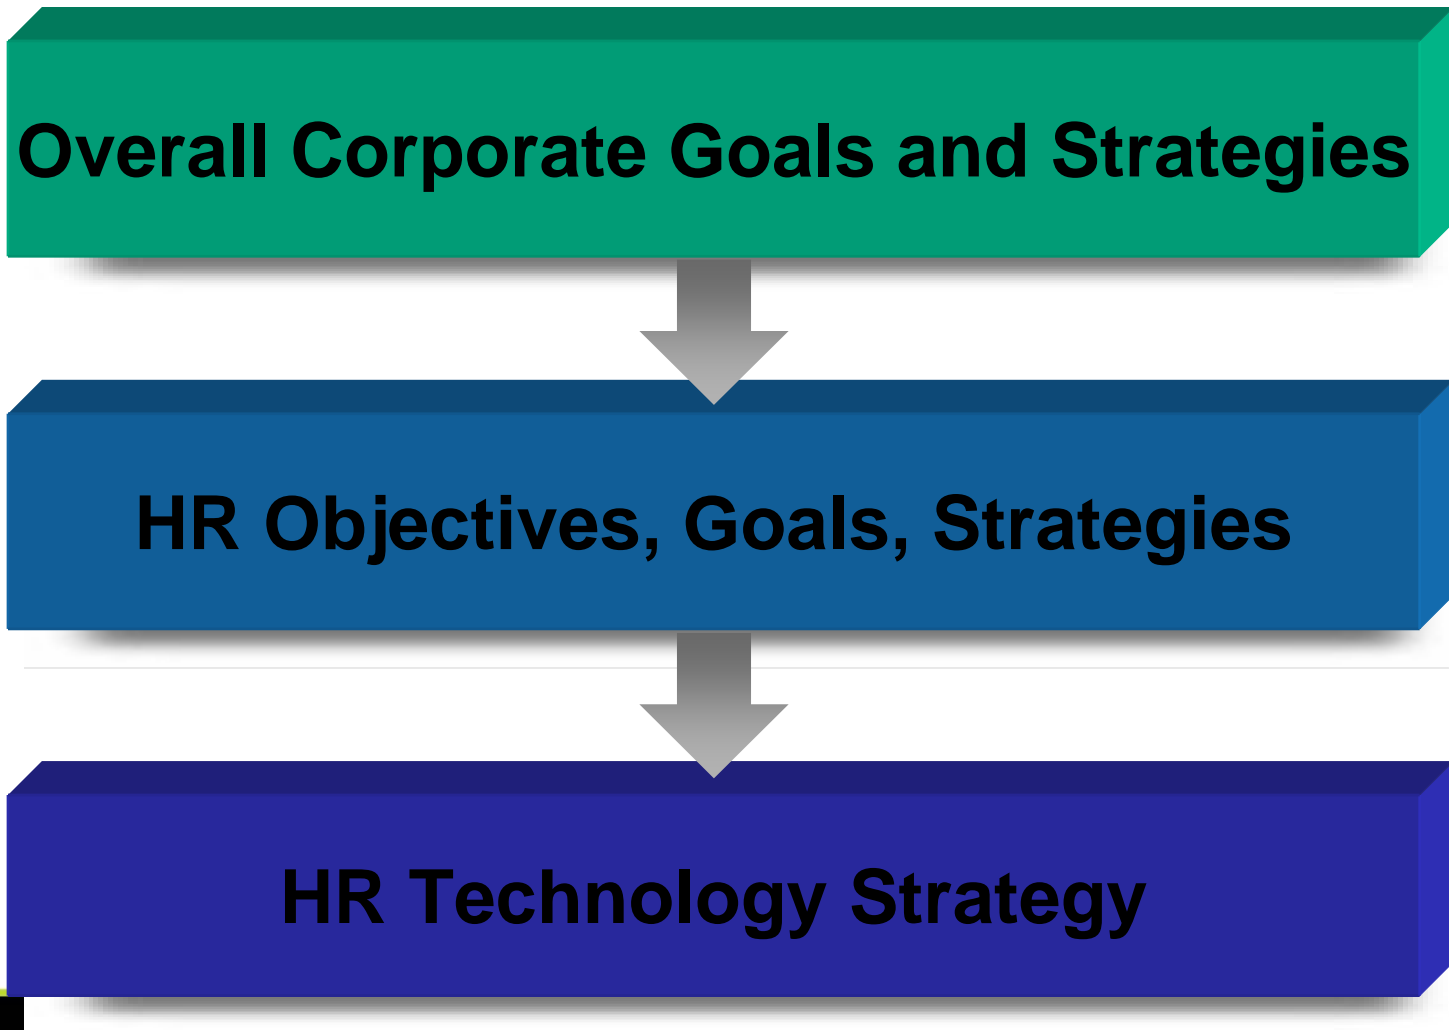 Overall Corporate Goals and Strategies
HR Objectives, Goals, Strategies
HR Technology Strategy